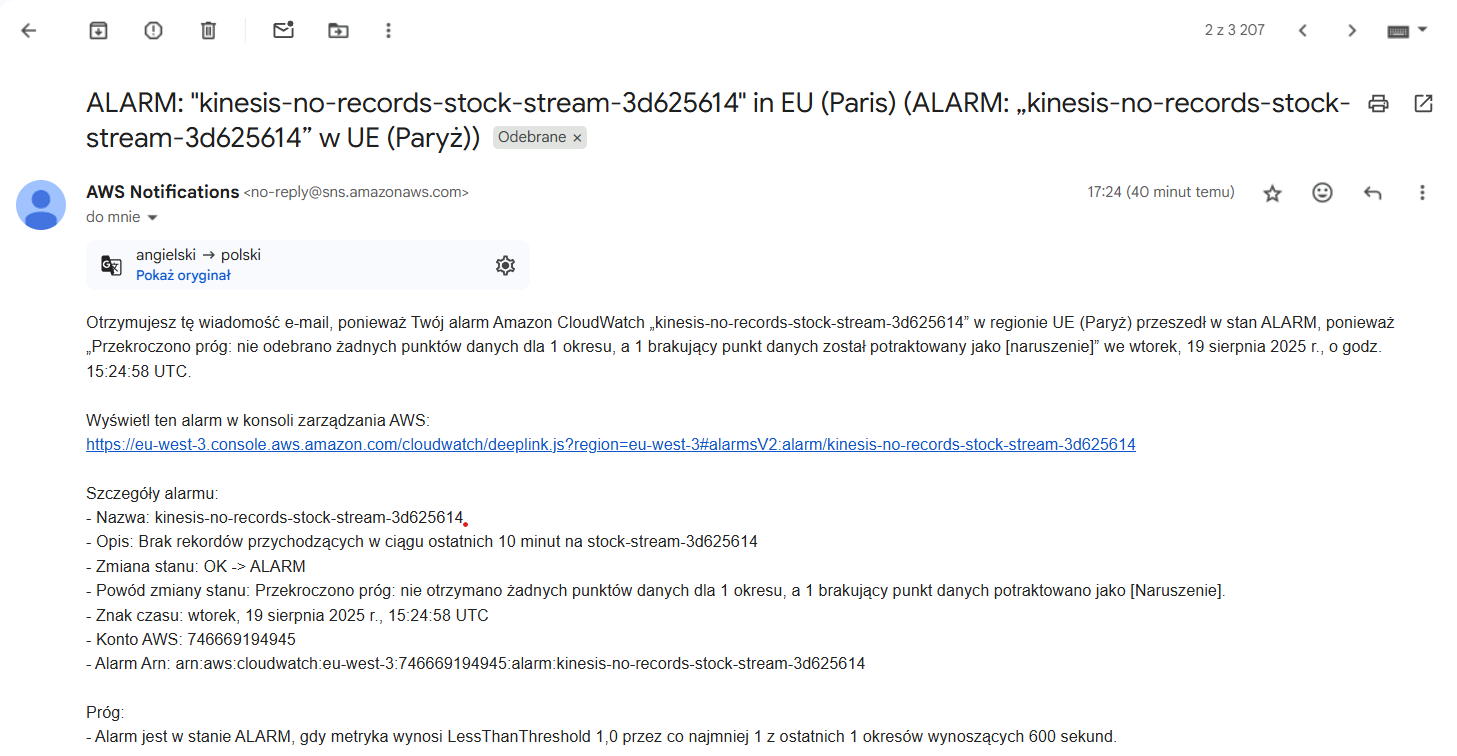 2 z 3 207
ALARM: "kinesis-no-records-stock-stream-3d625614" in EU (Paris) (ALARM: „kinesis-no-records-stock-
stream-3d625614” w UE (Paryż)) Odebrane ×
AWS Notifications <no-reply@sns.amazonaws.com>
17:24 (40 minut temu)
do mnie
angielski → polski
Pokaż oryginał
Otrzymujesz tę wiadomość e-mail, ponieważ Twój alarm Amazon CloudWatch „kinesis-no-records-stock-stream-3d625614” w regionie UE (Paryż) przeszedł w stan ALARM, ponieważ
„Przekroczono próg: nie odebrano żadnych punktów danych dla 1 okresu, a 1 brakujący punkt danych został potraktowany jako [naruszenie]” we wtorek, 19 sierpnia 2025 r., o godz.
15:24:58 UTC.
Wyświetl ten alarm w konsoli zarządzania AWS:
https://eu-west-3.console.aws.amazon.com/cloudwatch/deeplink.js?region=eu-west-3#alarmsV2:alarm/kinesis-no-records-stock-stream-3d625614
Szczegóły alarmu:
- Nazwa: kinesis-no-records-stock-stream-3d625614
- Opis: Brak rekordów przychodzących w ciągu ostatnich 10 minut na stock-stream-3d625614
- Zmiana stanu: OK -> ALARM
- Powód zmiany stanu: Przekroczono próg: nie otrzymano żadnych punktów danych dla 1 okresu, a 1 brakujący punkt danych potraktowano jako [Naruszenie].
- Znak czasu: wtorek, 19 sierpnia 2025 r., 15:24:58 UTC
- Konto AWS: 746669194945
- Alarm Arn: arn:aws:cloudwatch:eu-west-3:746669194945:alarm:kinesis-no-records-stock-stream-3d625614
Próg:
- Alarm jest w stanie ALARM, gdy metryka wynosi LessThanThreshold 1,0 przez co najmniej 1 z ostatnich 1 okresów wynoszących 600 sekund.